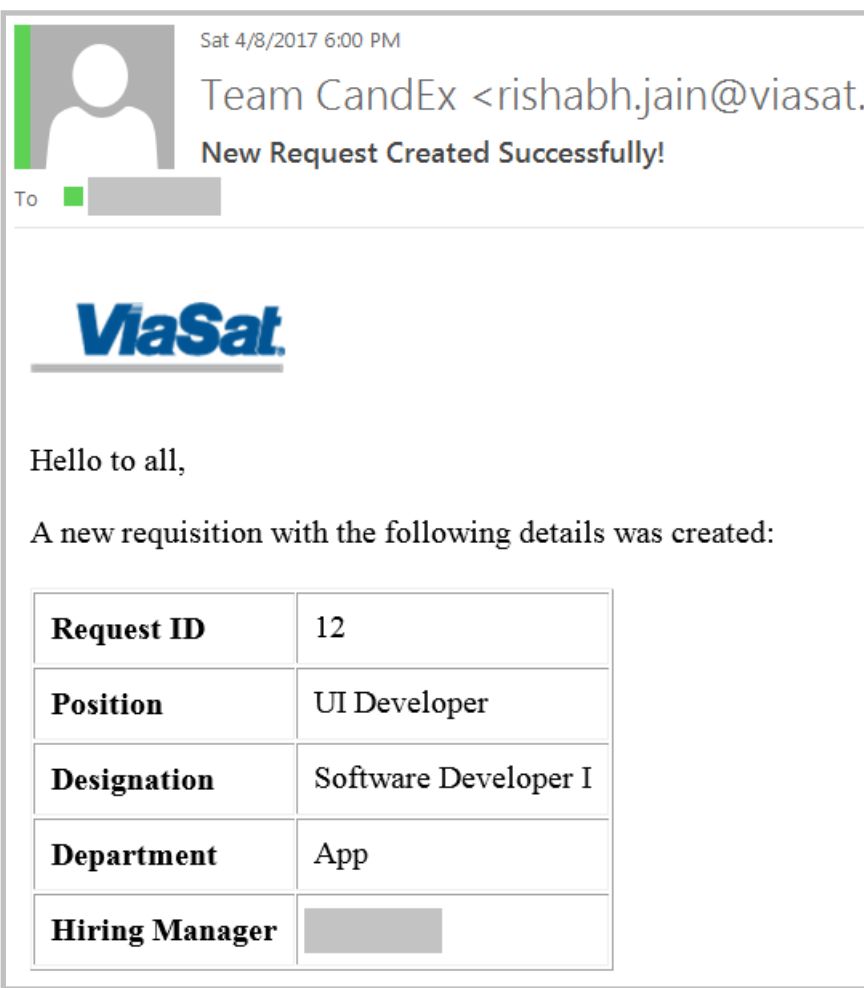 Sat 4/8/2017 6:00 PM
Team CandEx <rishabh.jain@viasat.
New Request Created Successfully!
To
ViaSat
Hello to all,
A new requisition with the following details was created:
Request ID 12
Position UI Developer
Designation Software Developer I
Department App
Hiring Manager